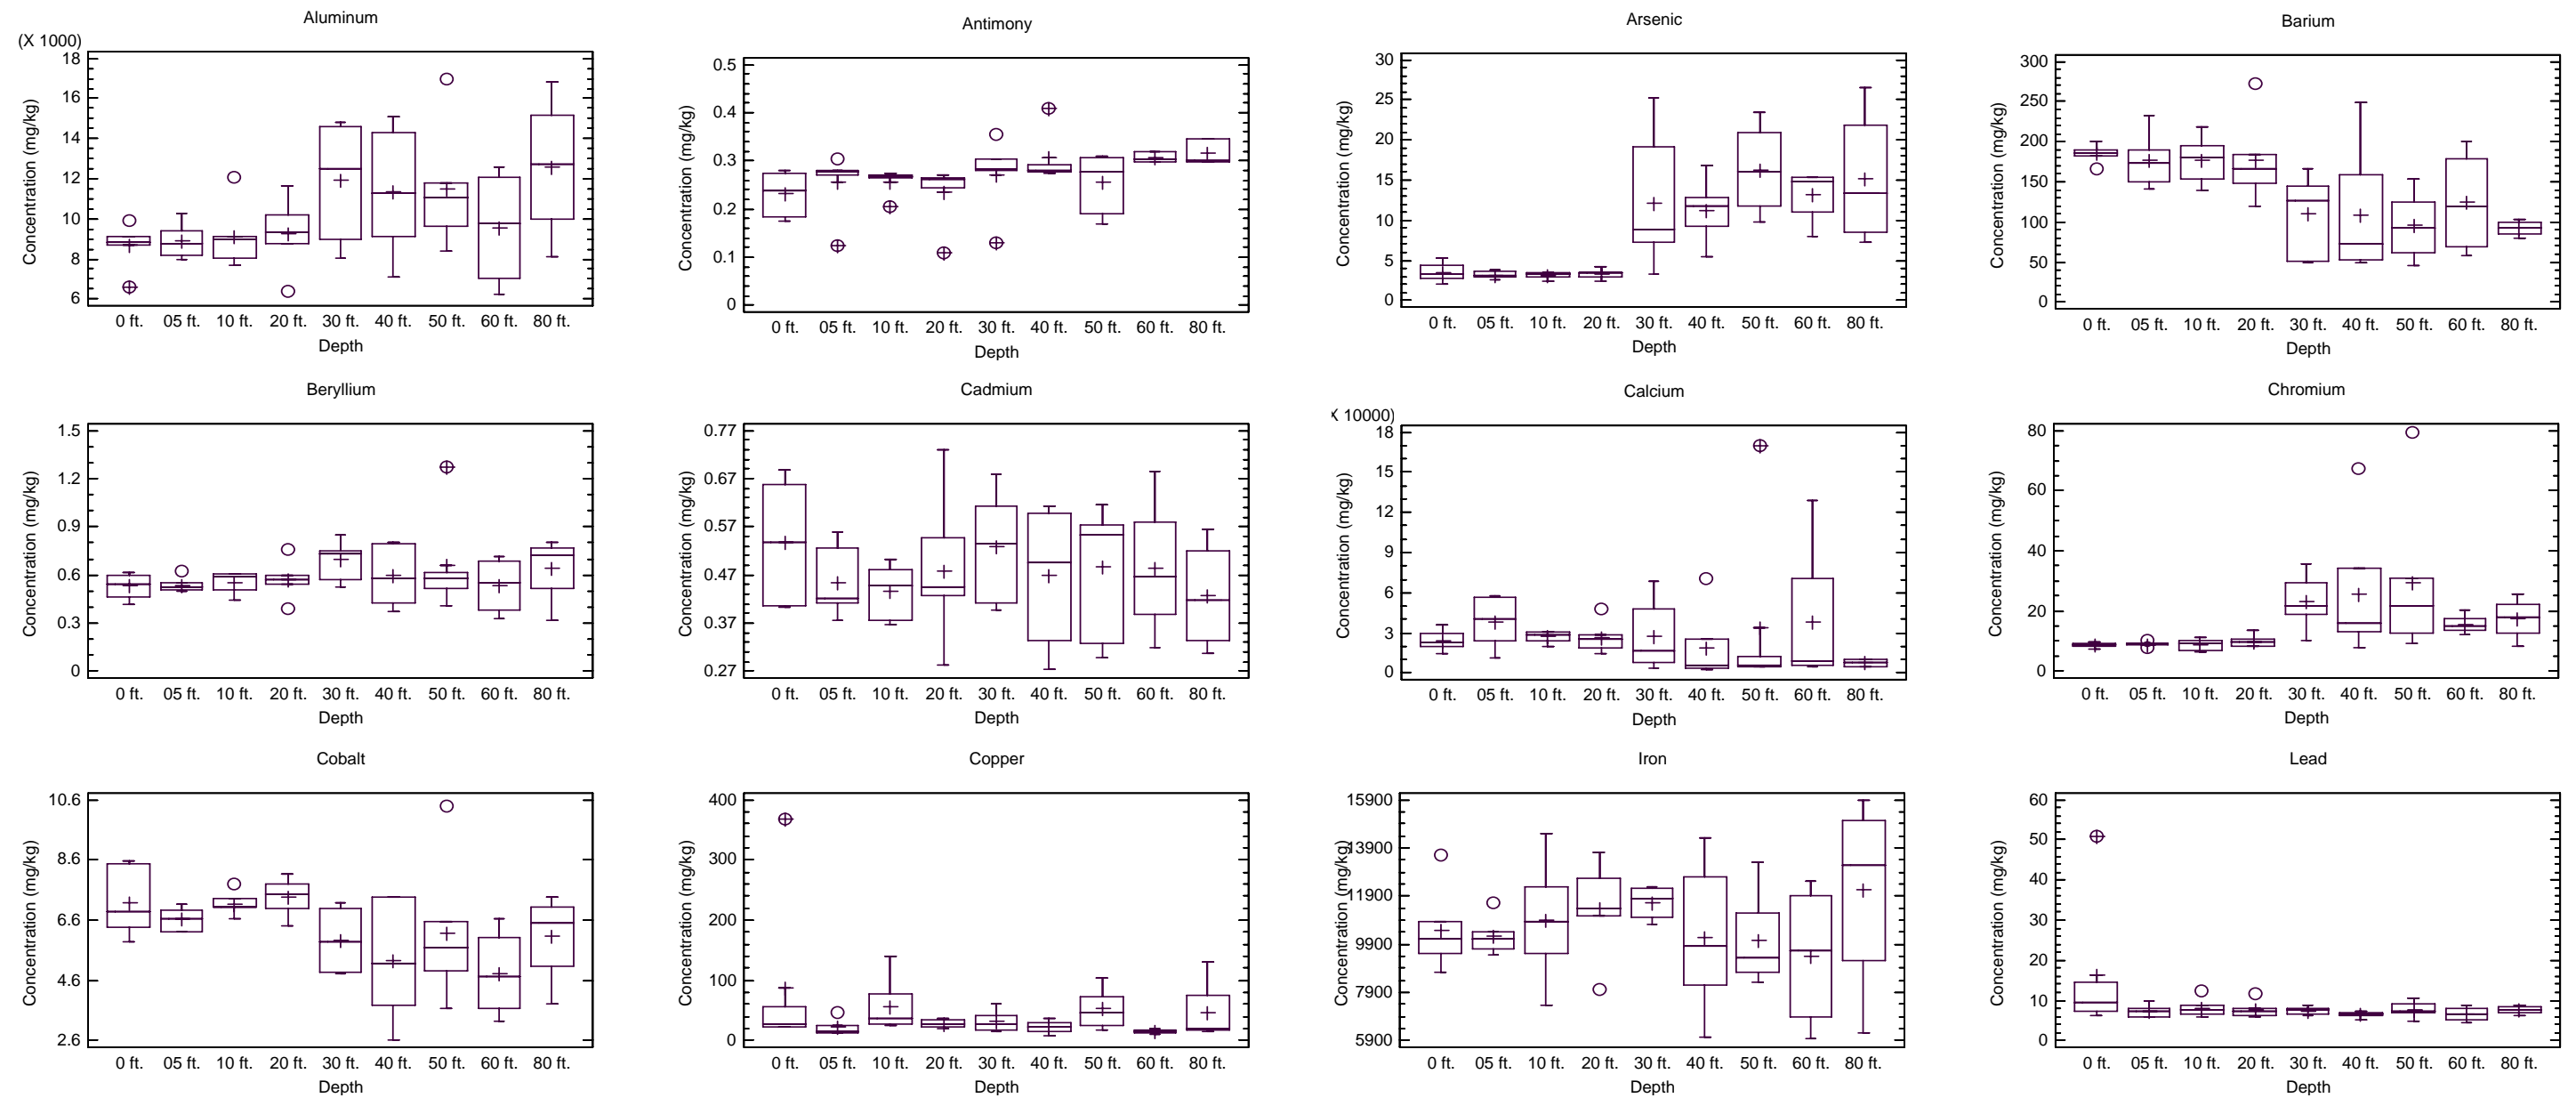 Aluminum
(X 1000)
18
16
14
12
10
8
6
Concentration (mg/kg)
0 ft. 05 ft. 10 ft. 20 ft. 30 ft. 40 ft. 50 ft. 60 ft. 80 ft.
Depth
Antimony
0.5
0.4
0.3
0.2
0.1
0
Concentration (mg/kg)
0 ft. 05 ft. 10 ft. 20 ft. 30 ft. 40 ft. 50 ft. 60 ft. 80 ft.
Depth
Arsenic
30
25
20
15
10
5
0
Concentration (mg/kg)
0 ft. 05 ft. 10 ft. 20 ft. 30 ft. 40 ft. 50 ft. 60 ft. 80 ft.
Depth
Barium
300
250
200
150
100
50
0
Concentration (mg/kg)
0 ft. 05 ft. 10 ft. 20 ft. 30 ft. 40 ft. 50 ft. 60 ft. 80 ft.
Depth
Beryllium
1.5
1.2
0.9
0.6
0.3
0
Concentration (mg/kg)
0 ft. 05 ft. 10 ft. 20 ft. 30 ft. 40 ft. 50 ft. 60 ft. 80 ft.
Depth
Cadmium
0.77
0.67
0.57
0.47
0.37
0.27
Concentration (mg/kg)
0 ft. 05 ft. 10 ft. 20 ft. 30 ft. 40 ft. 50 ft. 60 ft. 80 ft.
Depth
Calcium
X 10000)
18
15
12
9
6
3
0
Concentration (mg/kg)
0 ft. 05 ft. 10 ft. 20 ft. 30 ft. 40 ft. 50 ft. 60 ft. 80 ft.
Depth
Chromium
80
60
40
20
0
Concentration (mg/kg)
0 ft. 05 ft. 10 ft. 20 ft. 30 ft. 40 ft. 50 ft. 60 ft. 80 ft.
Depth
Cobalt
10.6
8.6
6.6
4.6
2.6
Concentration (mg/kg)
0 ft. 05 ft. 10 ft. 20 ft. 30 ft. 40 ft. 50 ft. 60 ft. 80 ft.
Depth
Copper
400
300
200
100
0
Concentration (mg/kg)
0 ft. 05 ft. 10 ft. 20 ft. 30 ft. 40 ft. 50 ft. 60 ft. 80 ft.
Depth
Iron
15900
13900
11900
9900
7900
5900
Concentration (mg/kg)
0 ft. 05 ft. 10 ft. 20 ft. 30 ft. 40 ft. 50 ft. 60 ft. 80 ft.
Depth
Lead
60
50
40
30
20
10
0
Concentration (mg/kg)
0 ft. 05 ft. 10 ft. 20 ft. 30 ft. 40 ft. 50 ft. 60 ft. 80 ft.
Depth